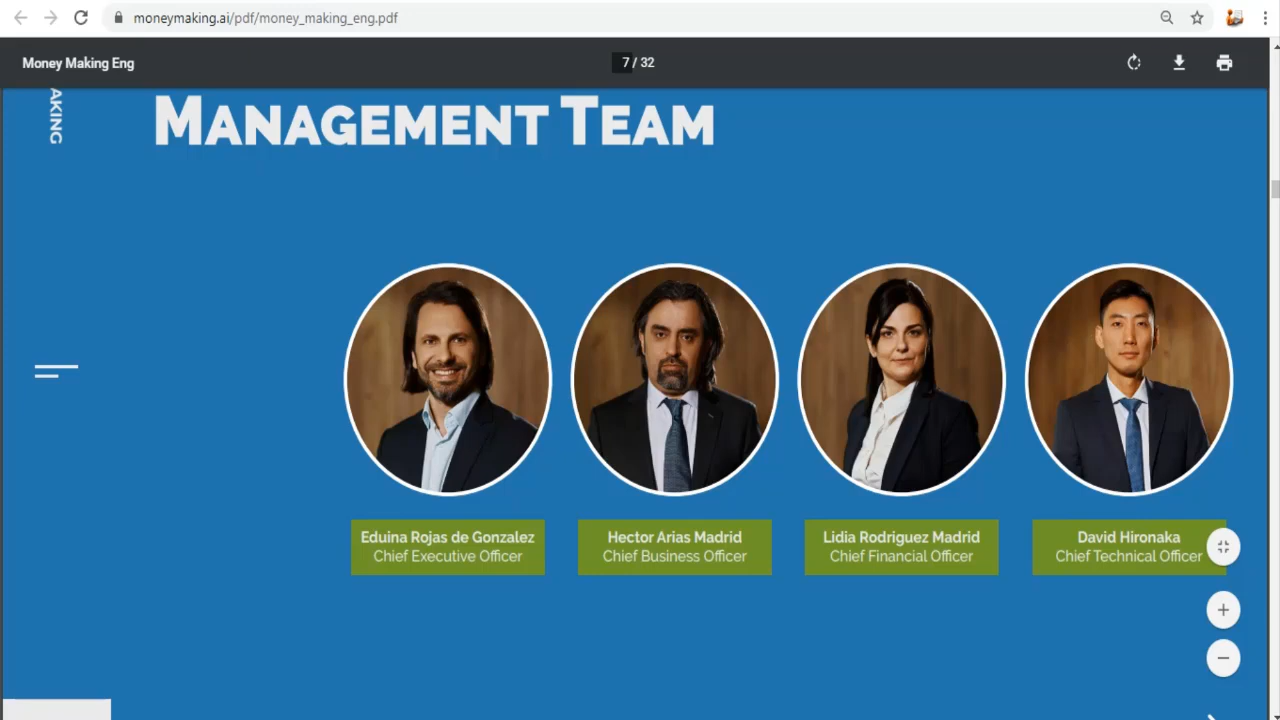 moneymaking.ai/pdf/money_making_eng.pdf
Money Making Eng
7 / 32
AKING
MANAGEMENT TEAM
Eduina Rojas de Gonzalez
Chief Executive Officer
Hector Arias Madrid
Chief Business Officer
Lidia Rodriguez Madrid
Chief Financial Officer
David Hironaka
Chief Technical Officer